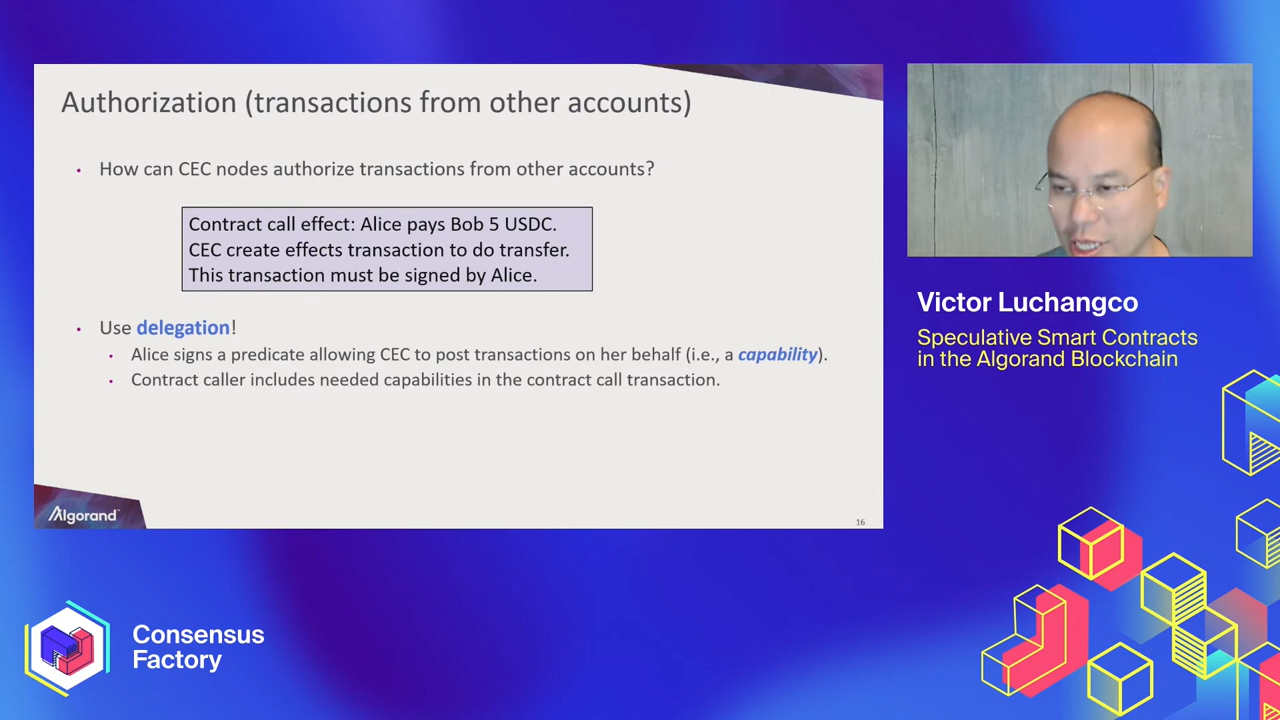 Authorization (transactions from other accounts)
• How can CEC nodes authorize transactions from other accounts?
Contract call effect: Alice pays Bob 5 USDC.
CEC create effects transaction to do transfer.
This transaction must be signed by Alice.
• Use delegation!
• Alice signs a predicate allowing CEC to post transactions on her behalf (i.e., a capability).
• Contract caller includes needed capabilities in the contract call transaction.
Algorand
16
Victor Luchangco
Speculative Smart Contracts
in the Algorand Blockchain
Consensus
Factory